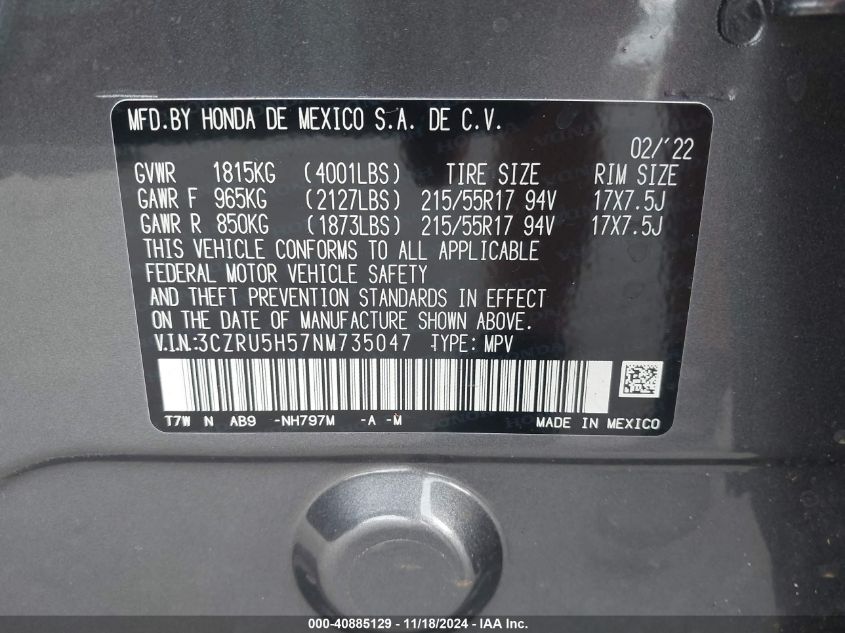 MFD.BY HONDA DE MEXICO S.A. DE C.V.
02/'22
GVWR 1815KG (4001LBS) TIRE SIZE RIM SIZE
GAWR F 965KG (2127LBS) 215/55R17 94V 17X7.5J
GAWR R 850KG (1873LBS) 215/55R17 94V 17X7.5J
THIS VEHICLE CONFORMS TO ALL APPLICABLE
FEDERAL MOTOR VEHICLE SAFETY
AND THEFT PREVENTION STANDARDS IN EFFECT
ON THE DATE OF MANUFACTURE SHOWN ABOVE.
V.I.N:3CZRU5H57NM735047 TYPE: MPV
T7W N AB9 -NH797M -A -M MADE IN MEXICO
000-40885129 - 11/18/2024 - IAA Inc.